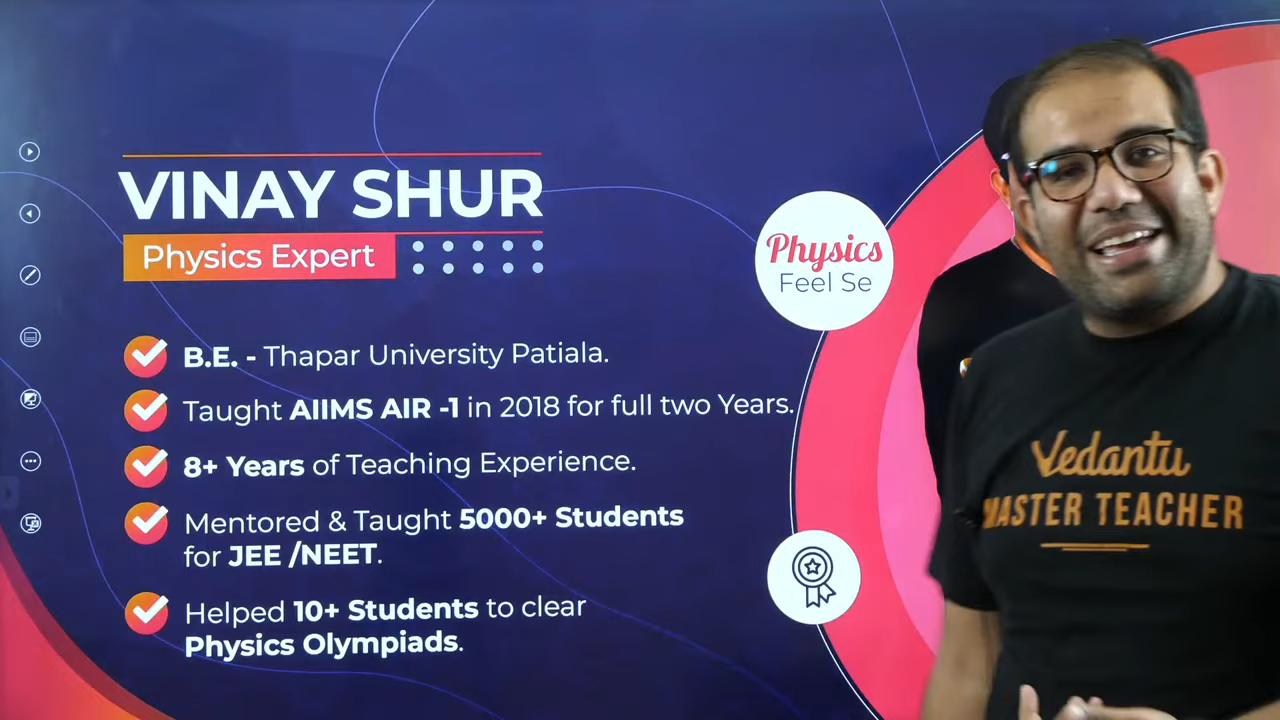 VINAY SHUR
Physics Expert
Physics
Feel Se
B.E. - Thapar University Patiala.
Taught AIIMS AIR -1 in 2018 for full two Years.
8+ Years of Teaching Experience.
Mentored & Taught 5000+ Students
for JEE /NEET.
Helped 10+ Students to clear
Physics Olympiads.
Vedantu
MASTER TEACHER